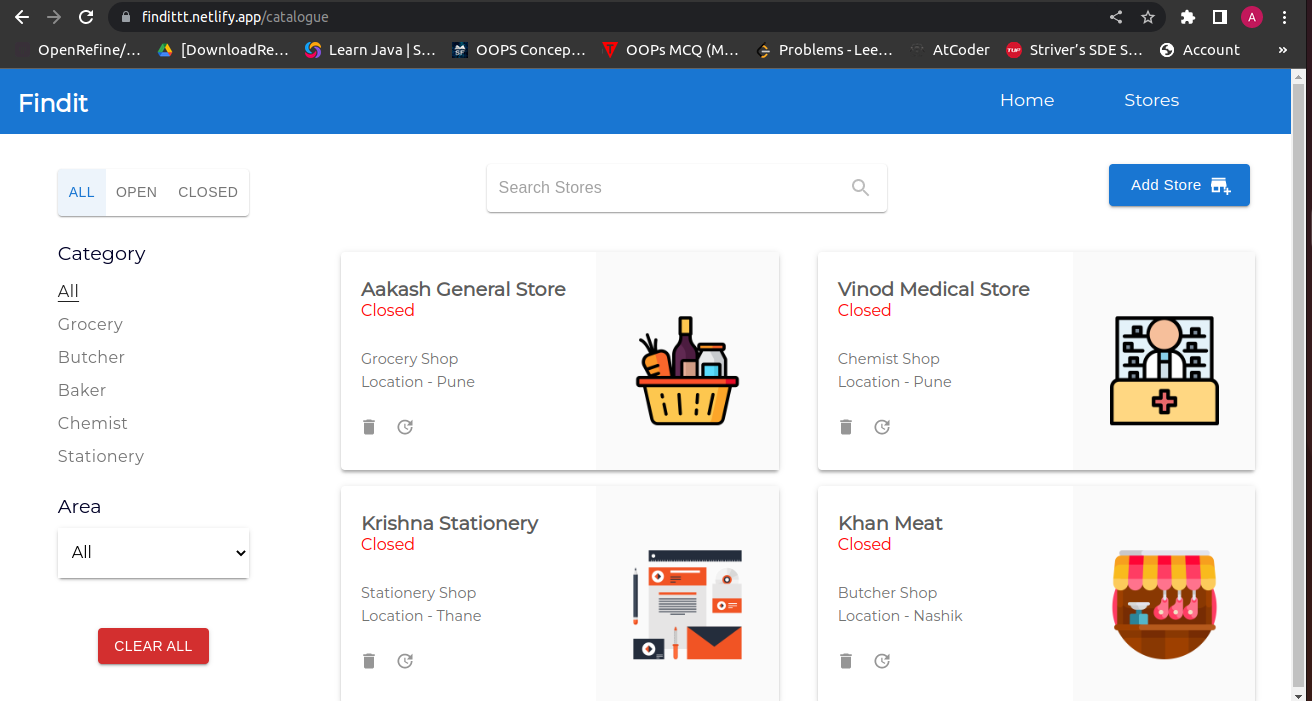 findittt.netlify.app/catalogue
A
OpenRefine/... [DownloadRe... Learn Java | S... OOPS Concep... OOPs MCQ (M... Problems - Lee... AtCoder Striver's SDE S... Account »
Findit Home Stores
ALL OPEN CLOSED
Search Stores
Add Store
Category
All
Grocery
Butcher
Baker
Chemist
Stationery
Area
All
CLEAR ALL
Aakash General Store
Closed
Grocery Shop
Location - Pune
Vinod Medical Store
Closed
Chemist Shop
Location - Pune
Krishna Stationery
Closed
Stationery Shop
Location - Thane
Khan Meat
Closed
Butcher Shop
Location - Nashik